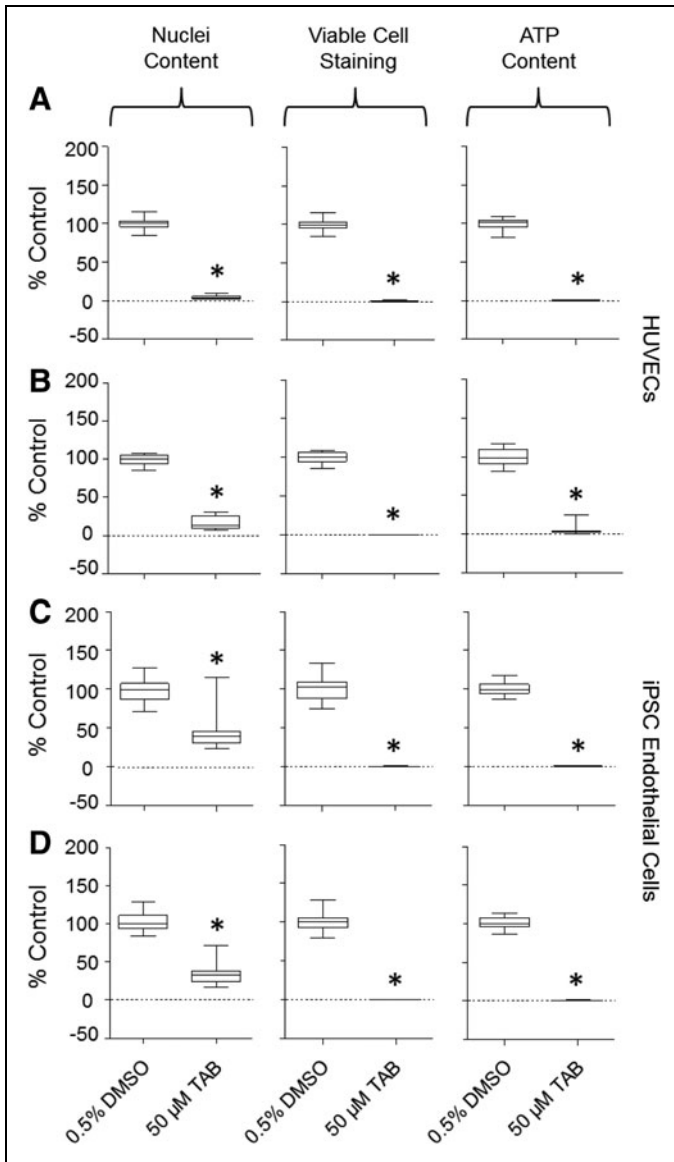 Nuclei
Content
Viable Cell
Staining
ATP
Content
A
% Control
200
150
100
50
0
-50
*
*
*
HUVECs
B
% Control
200
150
100
50
0
-50
*
*
*
C
% Control
200
150
100
50
0
-50
*
*
*
iPSC Endothelial Cells
D
% Control
200
150
100
50
0
-50
*
*
*
0.5% DMSO
50 µM TAB
0.5% DMSO
50 µM TAB
0.5% DMSO
50 µM TAB